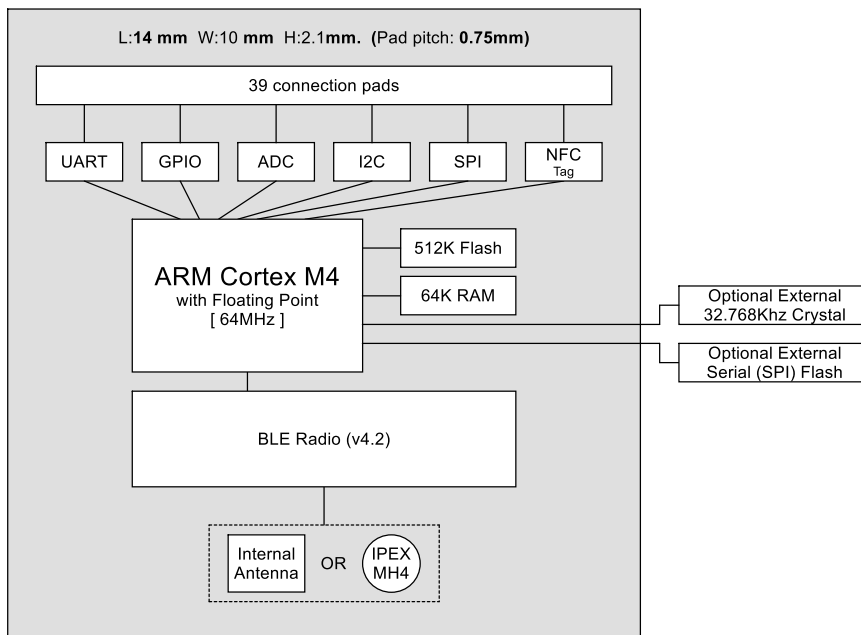 L:14 mm W:10 mm H:2.1mm. (Pad pitch: 0.75mm)
39 connection pads
UART
GPIO
ADC
I2C
SPI
NFC
Tag
ARM Cortex M4
with Floating Point
[ 64MHz ]
512K Flash
64K RAM
Optional External
32.768Khz Crystal
Optional External
Serial (SPI) Flash
BLE Radio (v4.2)
Internal
Antenna
OR
IPEX
MH4